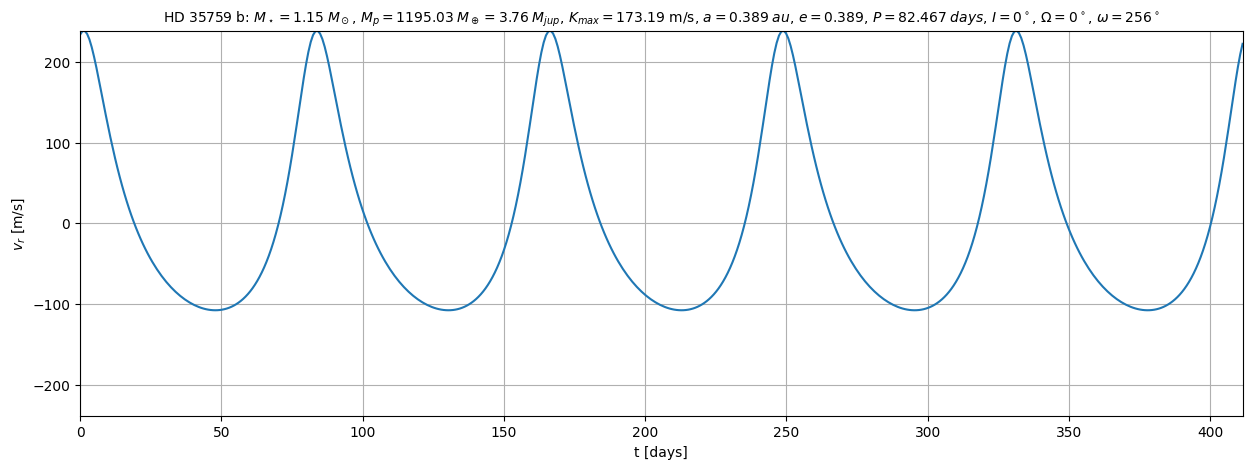 HD 35759 b: M⋆ = 1.15 M⊙, Mp = 1195.03 M⊕ = 3.76 Mjup, Kmax = 173.19 m/s, a = 0.389 au, e = 0.389, P = 82.467 days, I = 0°, Ω = 0°, ω = 256°
200
100
0
−100
−200
vr [m/s]
0 50 100 150 200 250 300 350 400
t [days]